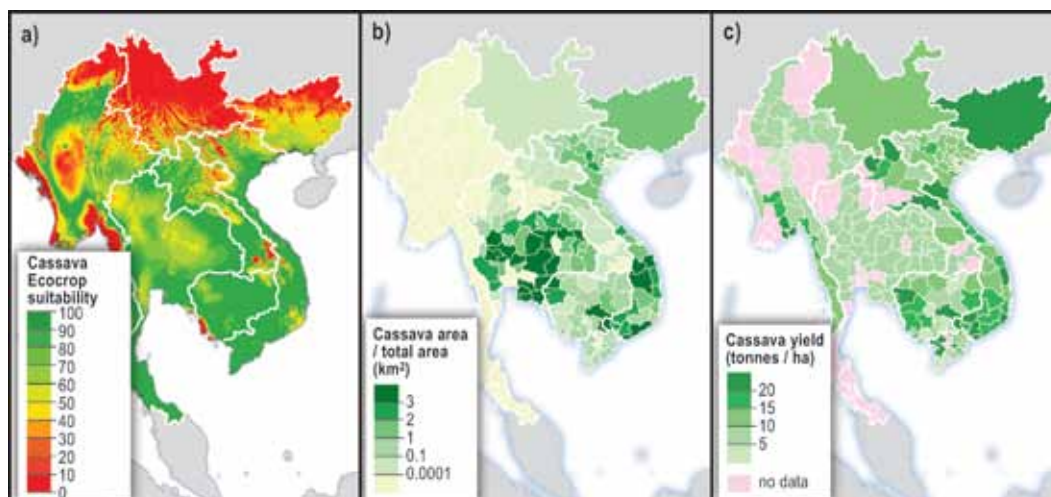 a)
Cassava
Ecocrop
suitability
100
90
80
70
60
50
40
30
20
10
0
b)
Cassava area
/ total area
(km²)
3
2
1
0.1
0.0001
c)
Cassava yield
(tonnes / ha)
20
15
10
5
no data